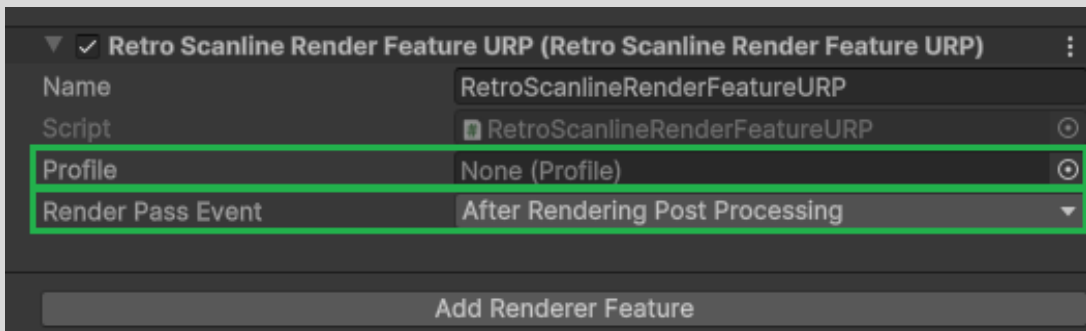 Retro Scanline Render Feature URP (Retro Scanline Render Feature URP)
Name RetroScanlineRenderFeatureURP
Script RetroScanlineRenderFeatureURP
Profile None (Profile)
Render Pass Event After Rendering Post Processing
Add Renderer Feature